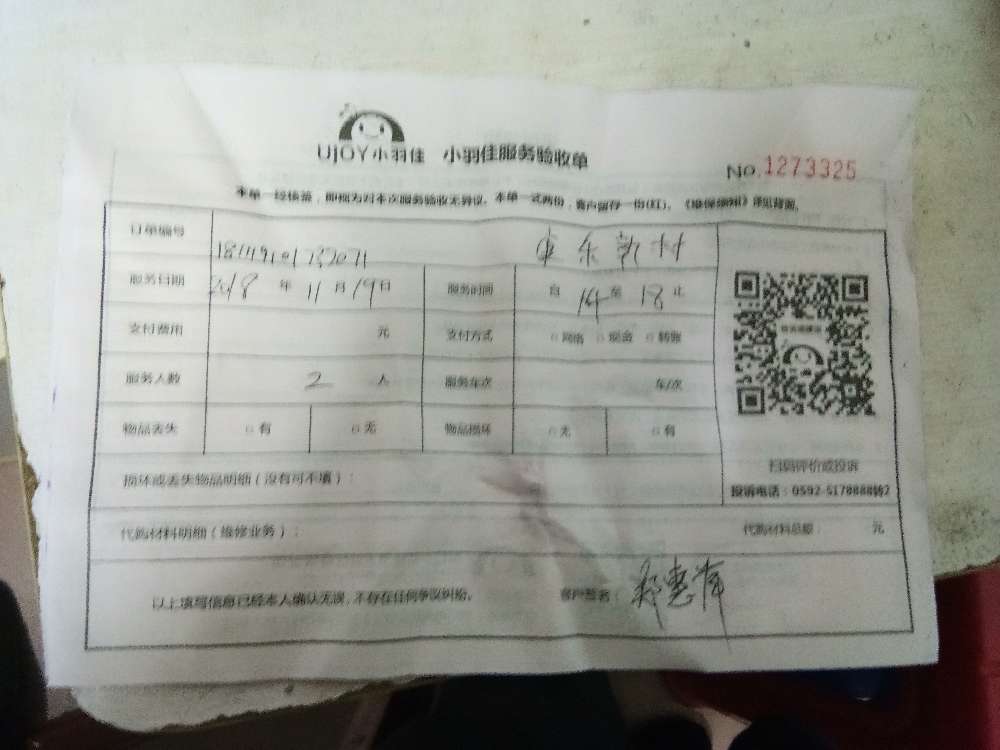 UJOY小羽佳 小羽佳服务验收单
No.1273325
本单一经接签，即视为对本次服务验收无异议。本单一式两份，客户留存一份(红)。《维保须知》详见背面。
订单编号
服务日期 2018 年 11 月 19 日 服务时间 自 14 至 18 止
支付费用 元 支付方式 □网络 □现金 □转账
服务人数 2 人 服务车次 车/次
物品丢失 □有 □无 物品损坏 □无 □有
扫码评价或投诉
损坏或丢失物品明细（没有可不填）：
投诉电话：0592-5178888转2
代购材料明细（维修业务）： 代购材料总额： 元
以上填写信息已经本人确认无误，不存在任何争议纠纷。 客户签名：